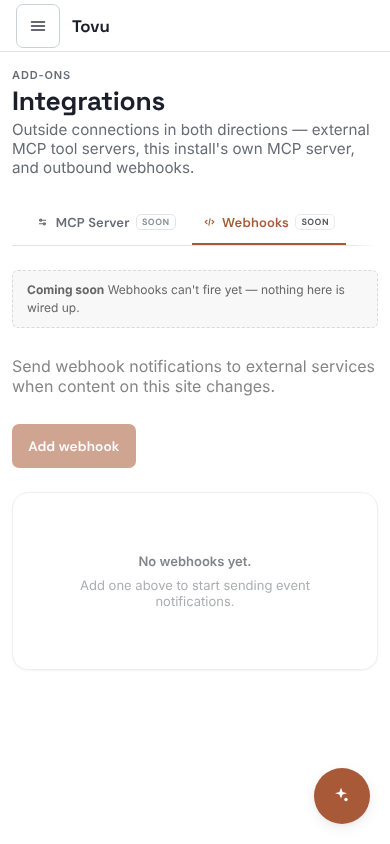 Tovu
ADD-ONS
Integrations
Outside connections in both directions — external
MCP tool servers, this install's own MCP server,
and outbound webhooks.
MCP Server SOON Webhooks SOON
Coming soon Webhooks can't fire yet — nothing here is
wired up.
Send webhook notifications to external services
when content on this site changes.
Add webhook
No webhooks yet.
Add one above to start sending event
notifications.